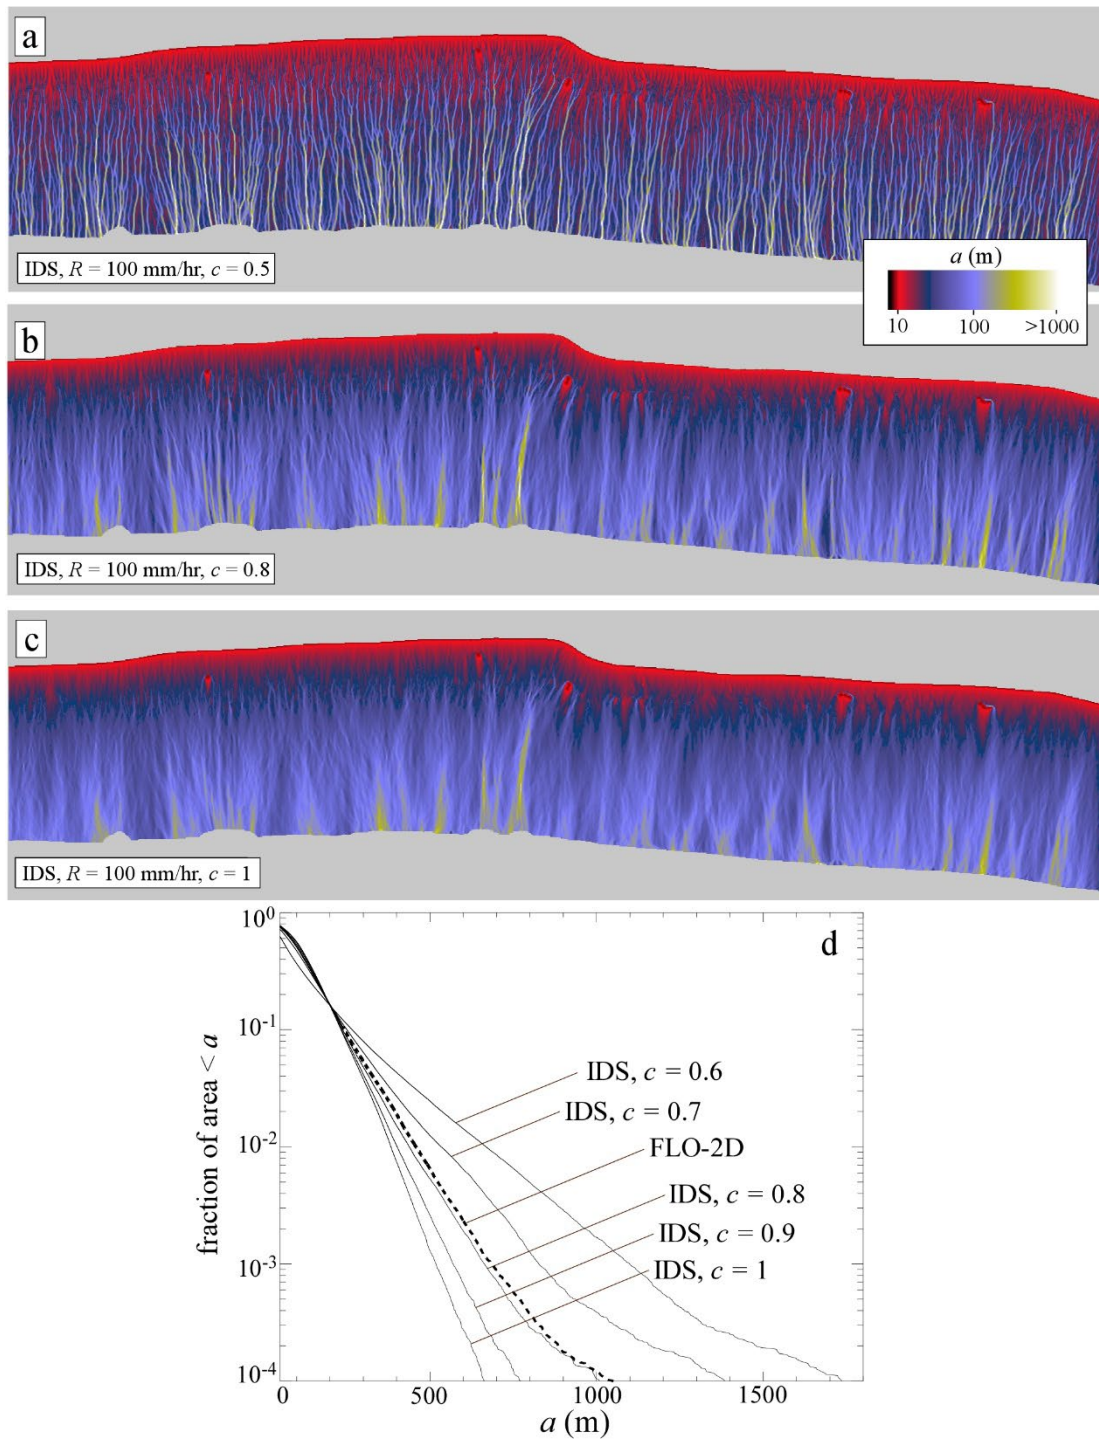 a
IDS, R = 100 mm/hr, c = 0.5
a (m)
10 100 >1000
b
IDS, R = 100 mm/hr, c = 0.8
c
IDS, R = 100 mm/hr, c = 1
d
10⁰
10⁻¹
10⁻²
10⁻³
10⁻⁴
fraction of area < a
IDS, c = 0.6
IDS, c = 0.7
FLO-2D
IDS, c = 0.8
IDS, c = 0.9
IDS, c = 1
0 500 1000 1500
a (m)